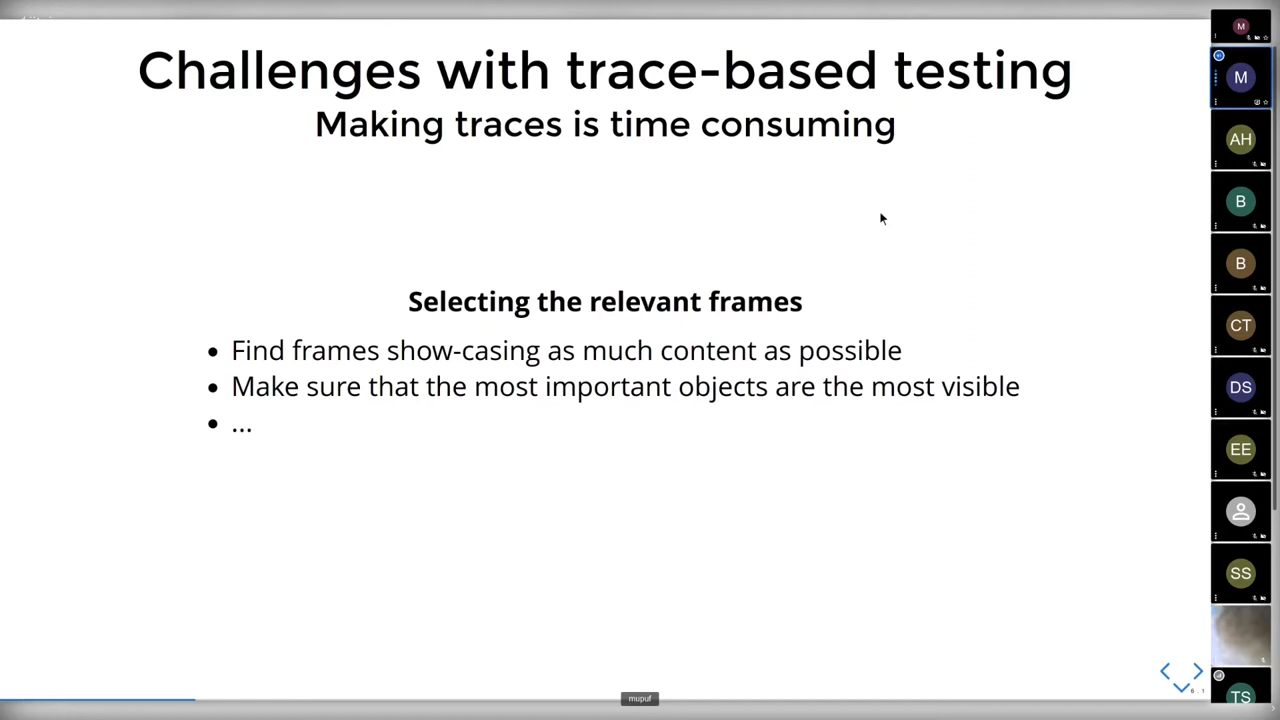 Challenges with trace-based testing
Making traces is time consuming
Selecting the relevant frames
• Find frames show-casing as much content as possible
• Make sure that the most important objects are the most visible
• ...
M
M
AH
B
B
CT
DS
EE
SS
TS
6.1
mupuf